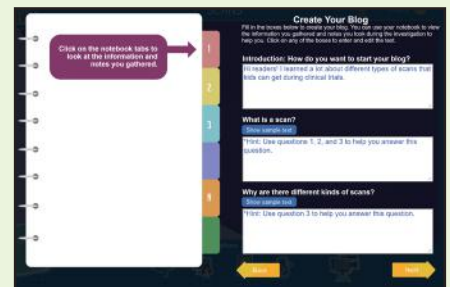 Click on the notebook tabs to
look at the information and
notes you gathered.
1
2
3
Create Your Blog
Fill in the boxes below to create your blog. You can use your notebook to view
the information you gathered and notes you took during the investigation to
help you. Click on any of the boxes to enter and edit the text.
Introduction: How do you want to start your blog?
Hi readers! I learned a lot about different types of scans that
kids can get during clinical trials.
What is a scan?
Show sample text
*Hint: Use questions 1, 2, and 3 to help you answer this
question.
Why are there different kinds of scans?
Show sample text
*Hint: Use question 3 to help you answer this question.
Back
Next